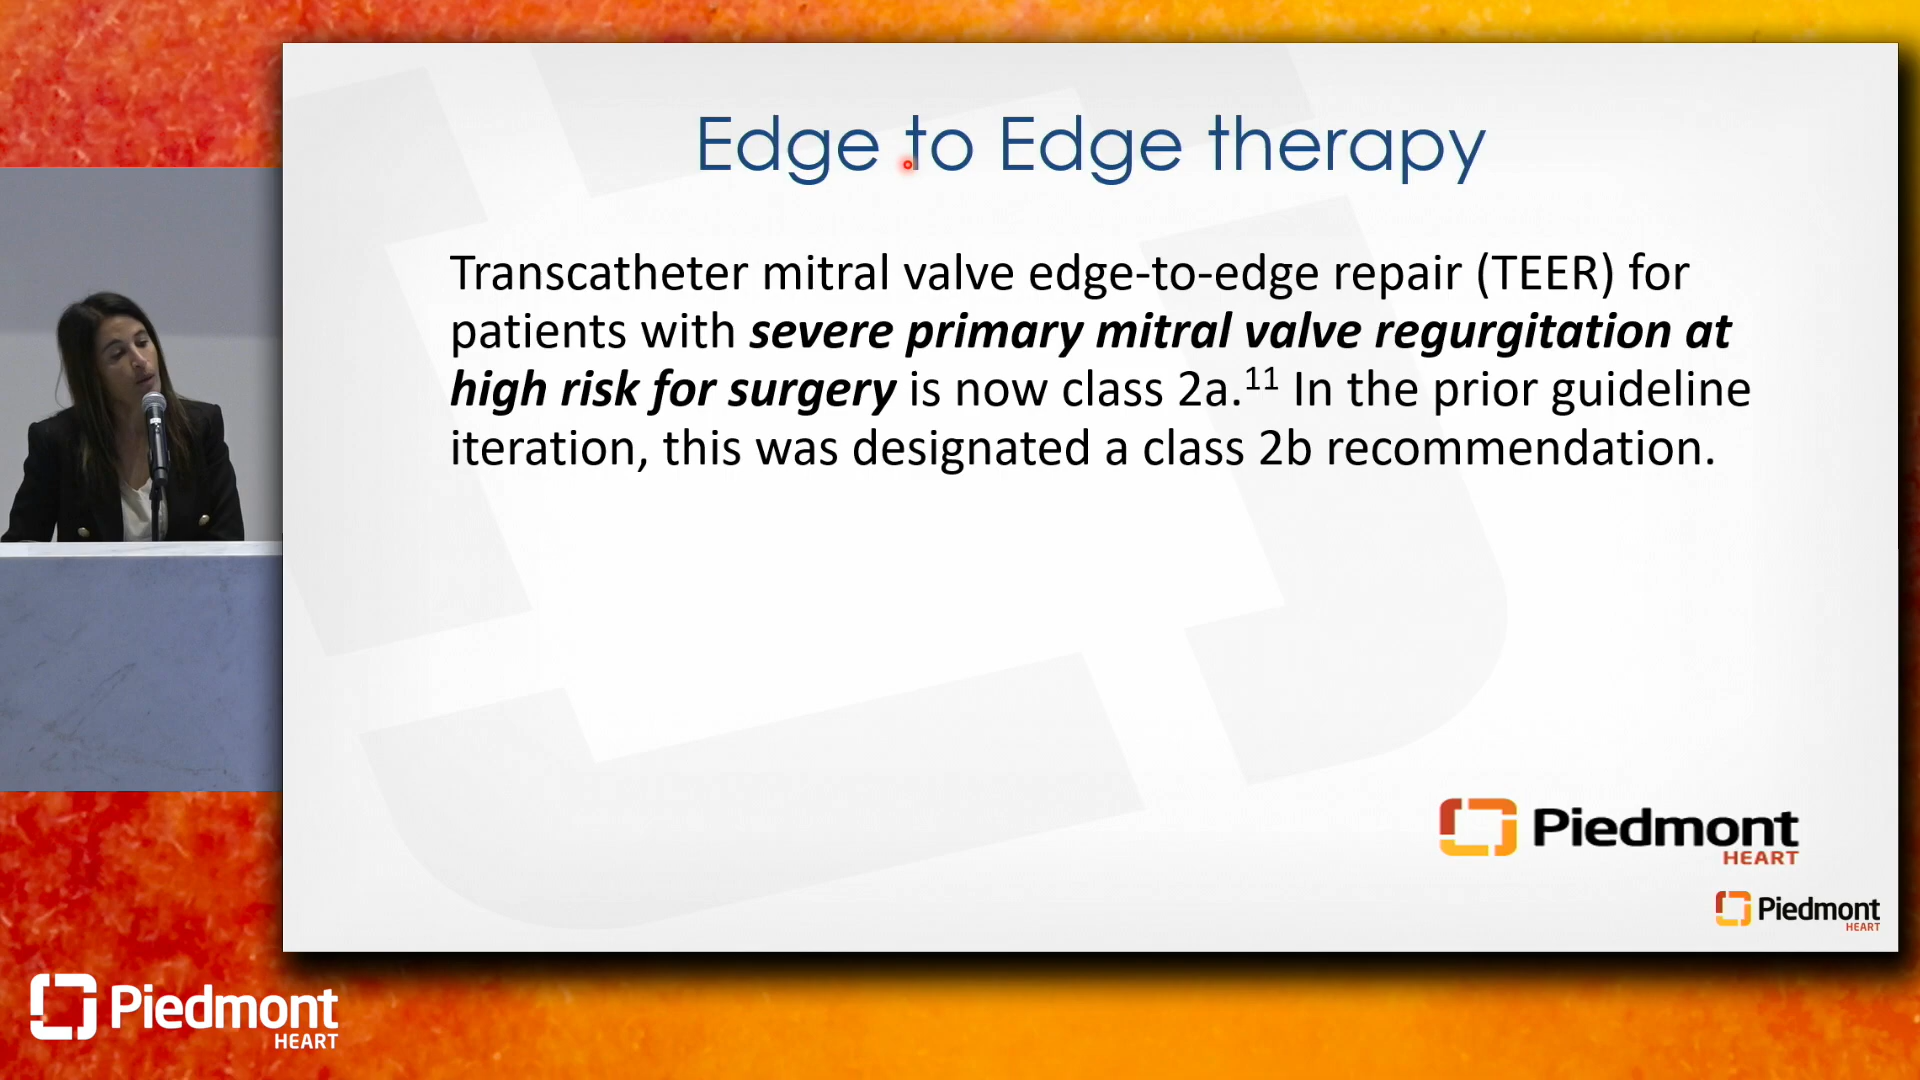 Edge to Edge therapy
Transcatheter mitral valve edge-to-edge repair (TEER) for
patients with severe primary mitral valve regurgitation at
high risk for surgery is now class 2a.¹¹ In the prior guideline
iteration, this was designated a class 2b recommendation.
Piedmont
HEART
Piedmont
HEART
Piedmont
HEART